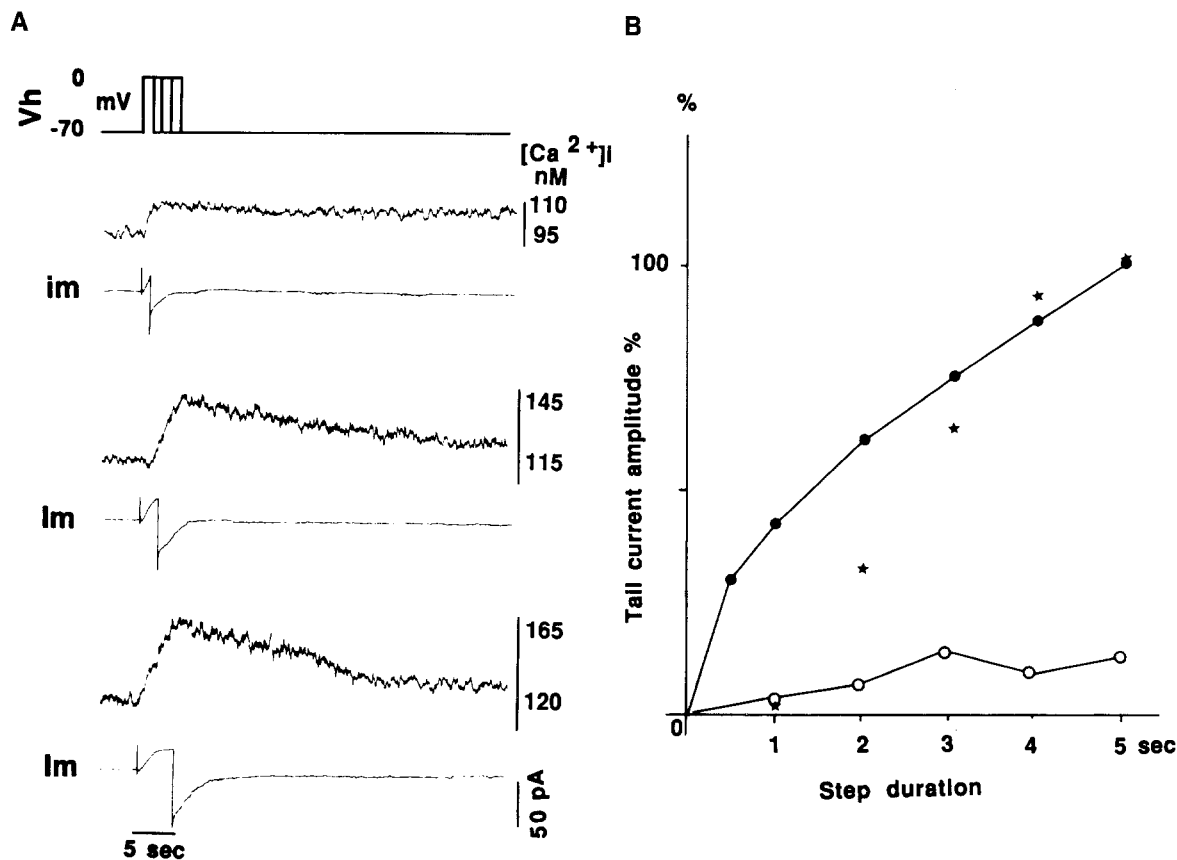 A
Vh
0
mV
-70
[Ca 2+]i
nM
110
95
im
145
115
Im
165
120
Im
50 pA
5 sec
B
%
100
Tail current amplitude %
0
1 2 3 4 5 sec
Step duration